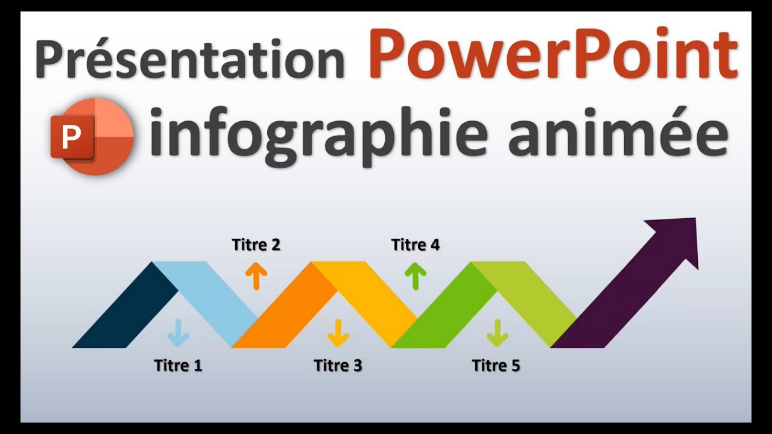 Présentation PowerPoint
P infographie animée
Titre 2 Titre 4
Titre 1 Titre 3 Titre 5